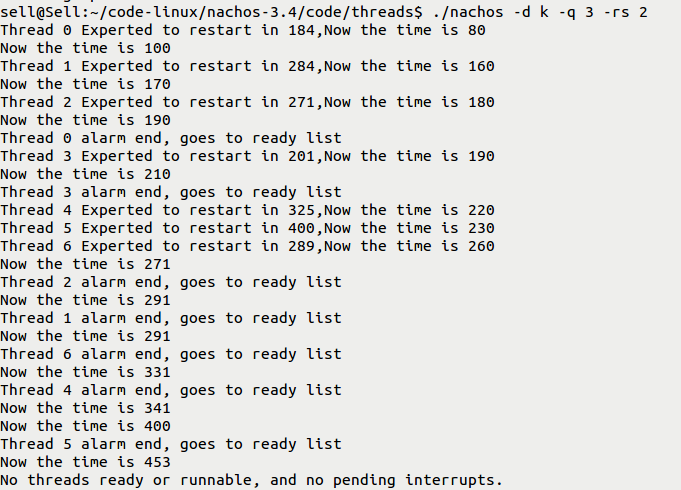 sell@Sell:~/code-linux/nachos-3.4/code/threads$ ./nachos -d k -q 3 -rs 2
Thread 0 Experted to restart in 184,Now the time is 80
Now the time is 100
Thread 1 Experted to restart in 284,Now the time is 160
Now the time is 170
Thread 2 Experted to restart in 271,Now the time is 180
Now the time is 190
Thread 0 alarm end, goes to ready list
Thread 3 Experted to restart in 201,Now the time is 190
Now the time is 210
Thread 3 alarm end, goes to ready list
Thread 4 Experted to restart in 325,Now the time is 220
Thread 5 Experted to restart in 400,Now the time is 230
Thread 6 Experted to restart in 289,Now the time is 260
Now the time is 271
Thread 2 alarm end, goes to ready list
Now the time is 291
Thread 1 alarm end, goes to ready list
Now the time is 291
Thread 6 alarm end, goes to ready list
Now the time is 331
Thread 4 alarm end, goes to ready list
Now the time is 341
Now the time is 400
Thread 5 alarm end, goes to ready list
Now the time is 453
No threads ready or runnable, and no pending interrupts.